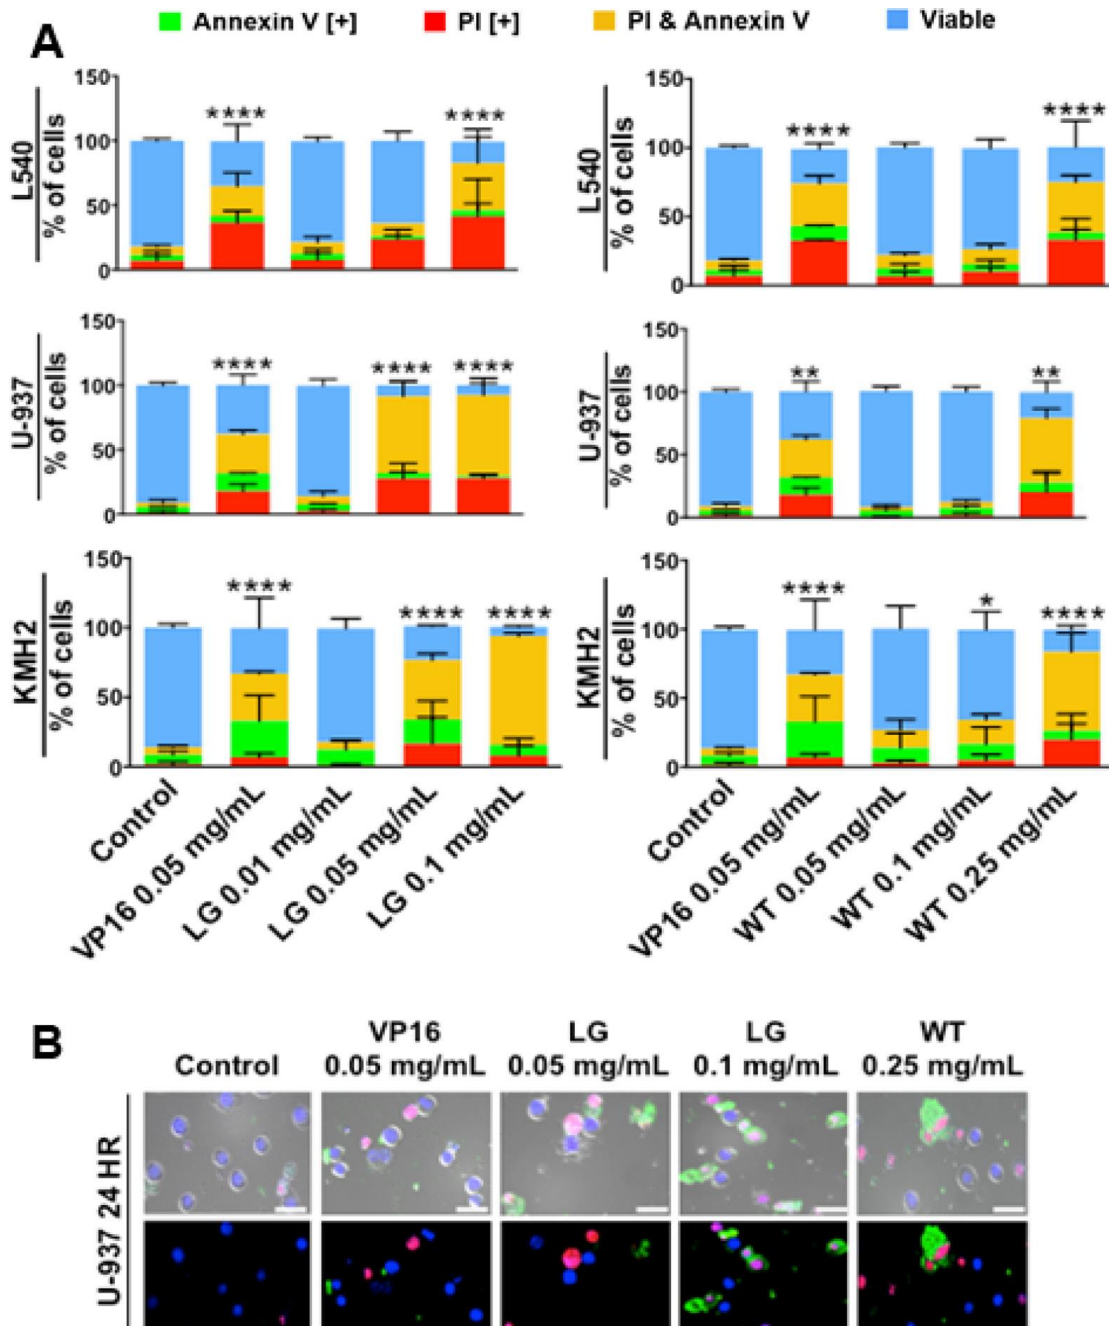 Annexin V [+] PI [+] PI & Annexin V Viable
A
L540
% of cells
150
100
50
0
****
****
L540
% of cells
150
100
50
0
****
****
U-937
% of cells
150
100
50
0
****
****
****
U-937
% of cells
150
100
50
0
**
**
KMH2
% of cells
150
100
50
0
****
****
****
KMH2
% of cells
150
100
50
0
****
*
****
Control
VP16 0.05 mg/mL
LG 0.01 mg/mL
LG 0.05 mg/mL
LG 0.1 mg/mL
Control
VP16 0.05 mg/mL
WT 0.05 mg/mL
WT 0.1 mg/mL
WT 0.25 mg/mL
B
Control
VP16
0.05 mg/mL
LG
0.05 mg/mL
LG
0.1 mg/mL
WT
0.25 mg/mL
U-937 24 HR